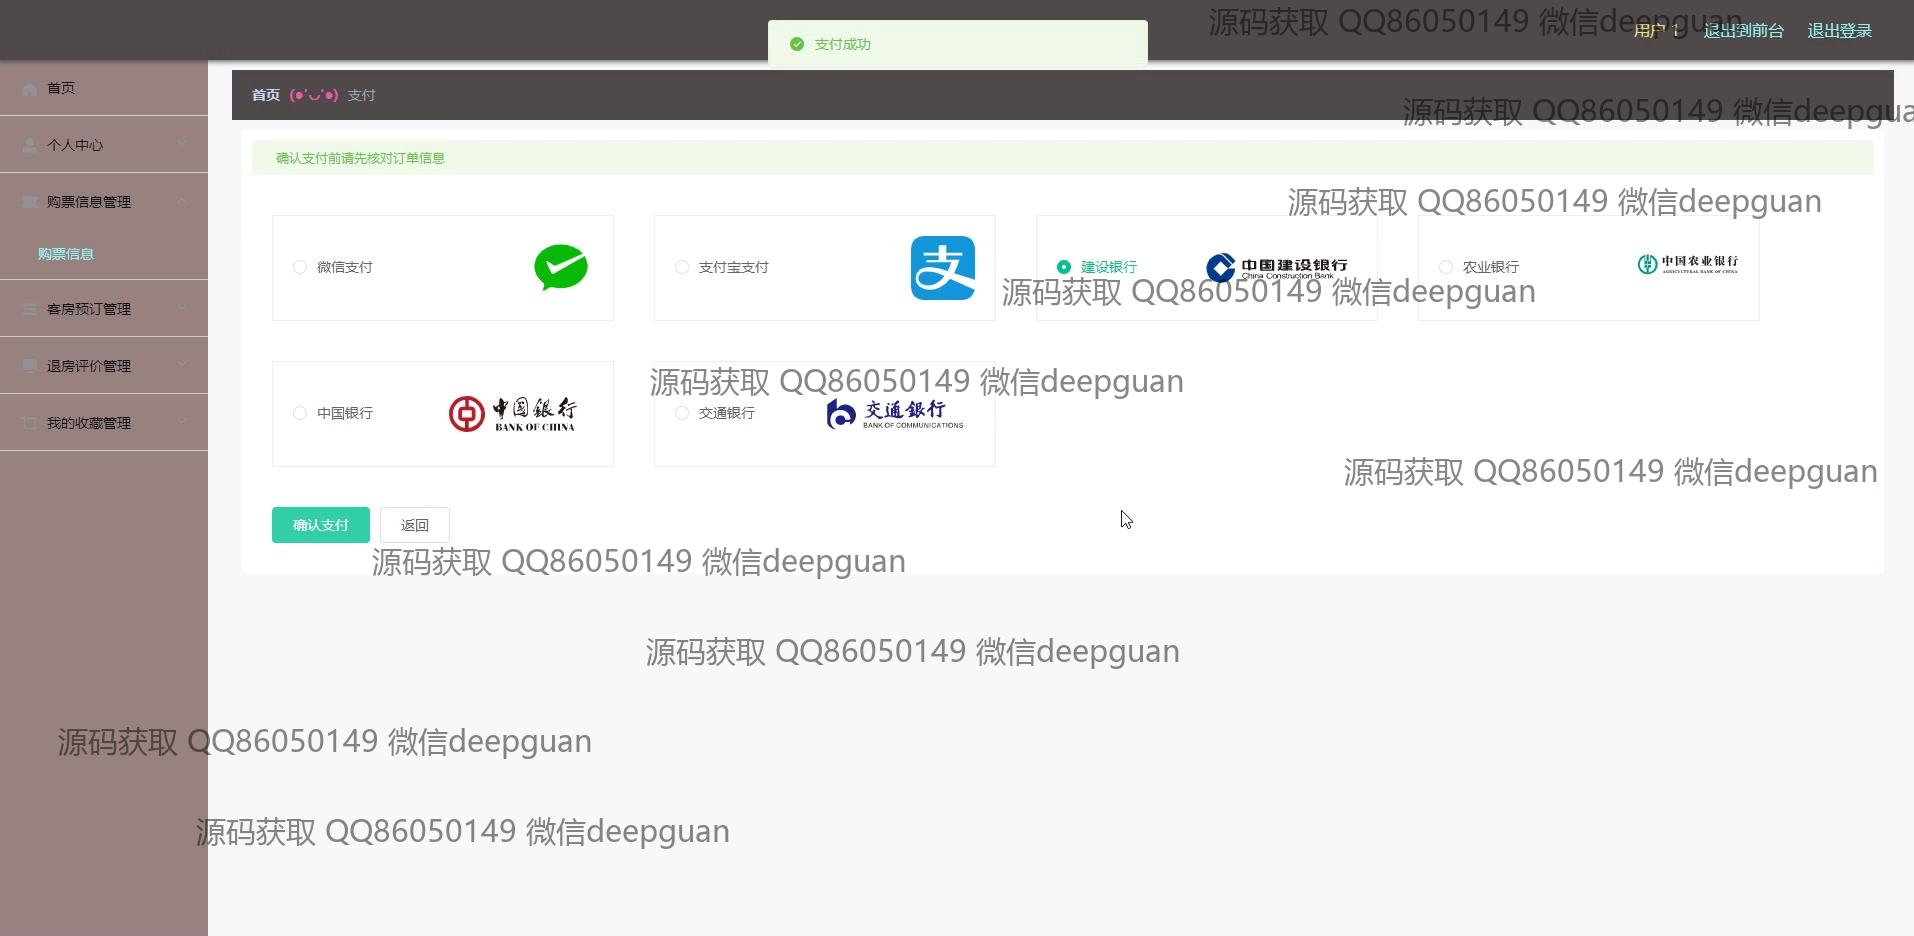 源码获取 QQ86050149 微信deepguan
支付成功
用户1 退出到前台 退出登录
首页
个人中心
购票信息管理
购票信息
客房预订管理
退房评价管理
我的收藏管理
首页 (●'◡'●) 支付
源码获取 QQ86050149 微信deepgua
确认支付前请先核对订单信息
源码获取 QQ86050149 微信deepguan
微信支付
支付宝支付
支
建设银行
中国建设银行
China Construction Bank
农业银行
中国农业银行
AGRICULTURAL BANK OF CHINA
源码获取 QQ86050149 微信deepguan
源码获取 QQ86050149 微信deepguan
中国银行
中國銀行
BANK OF CHINA
交通银行
交通銀行
BANK OF COMMUNICATIONS
源码获取 QQ86050149 微信deepguan
确认支付
返回
源码获取 QQ86050149 微信deepguan
源码获取 QQ86050149 微信deepguan
源码获取 QQ86050149 微信deepguan
源码获取 QQ86050149 微信deepguan